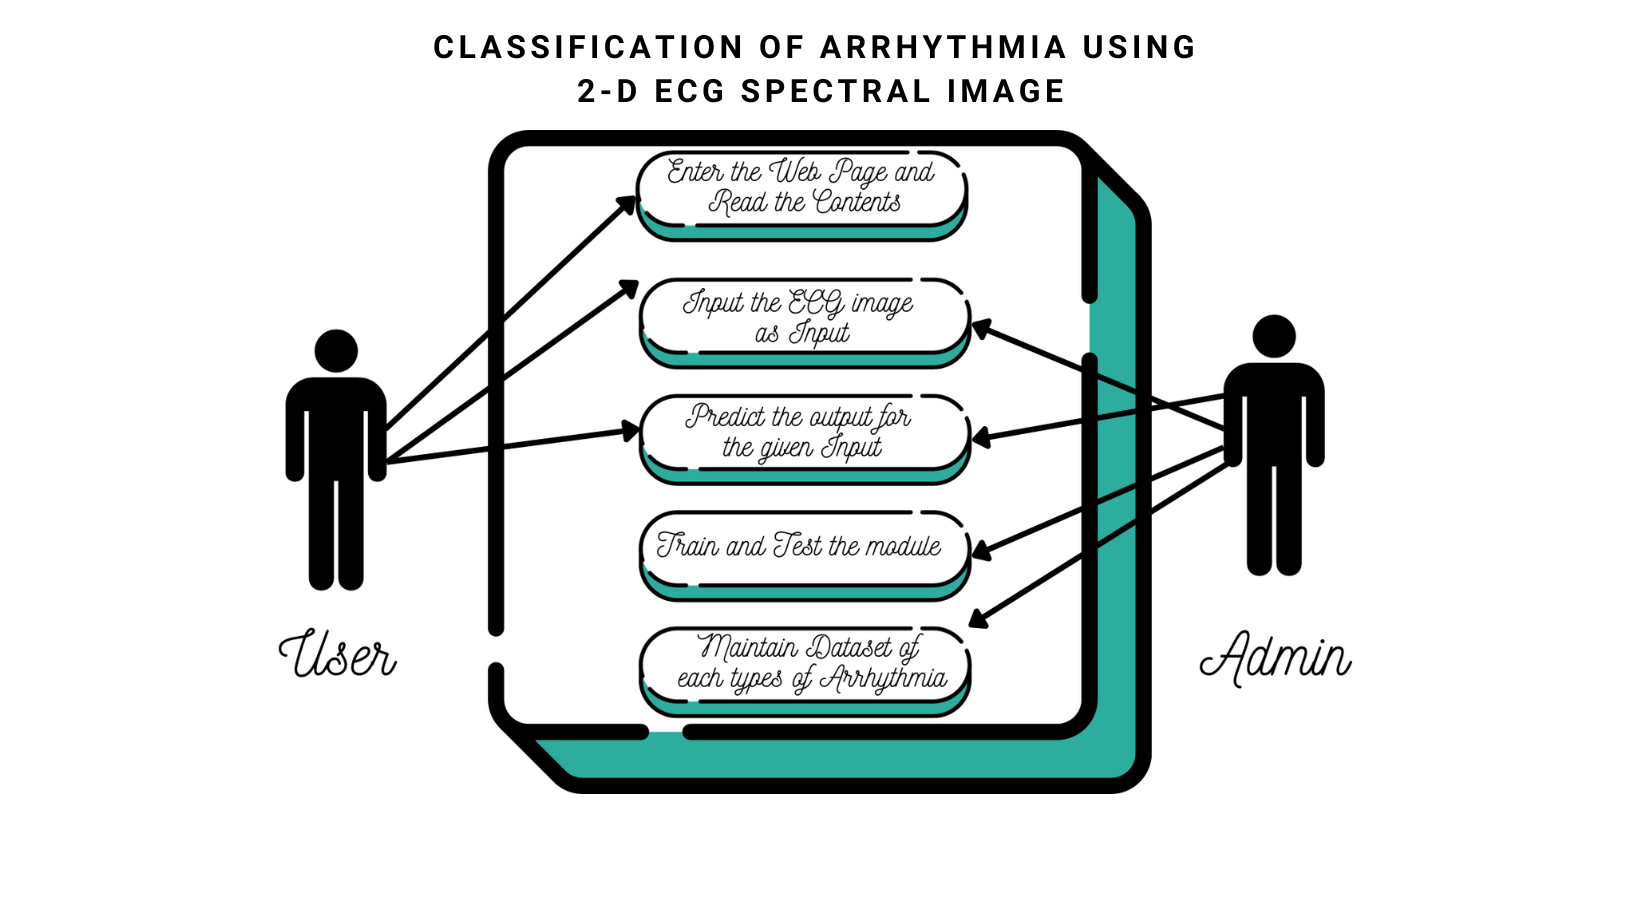 CLASSIFICATION OF ARRHYTHMIA USING
2-D ECG SPECTRAL IMAGE
Enter the Web Page and
Read the Contents
Input the ECG image
as Input
Predict the output for
the given Input
Train and Test the module
Maintain Dataset of
each types of Arrhythmia
User
Admin